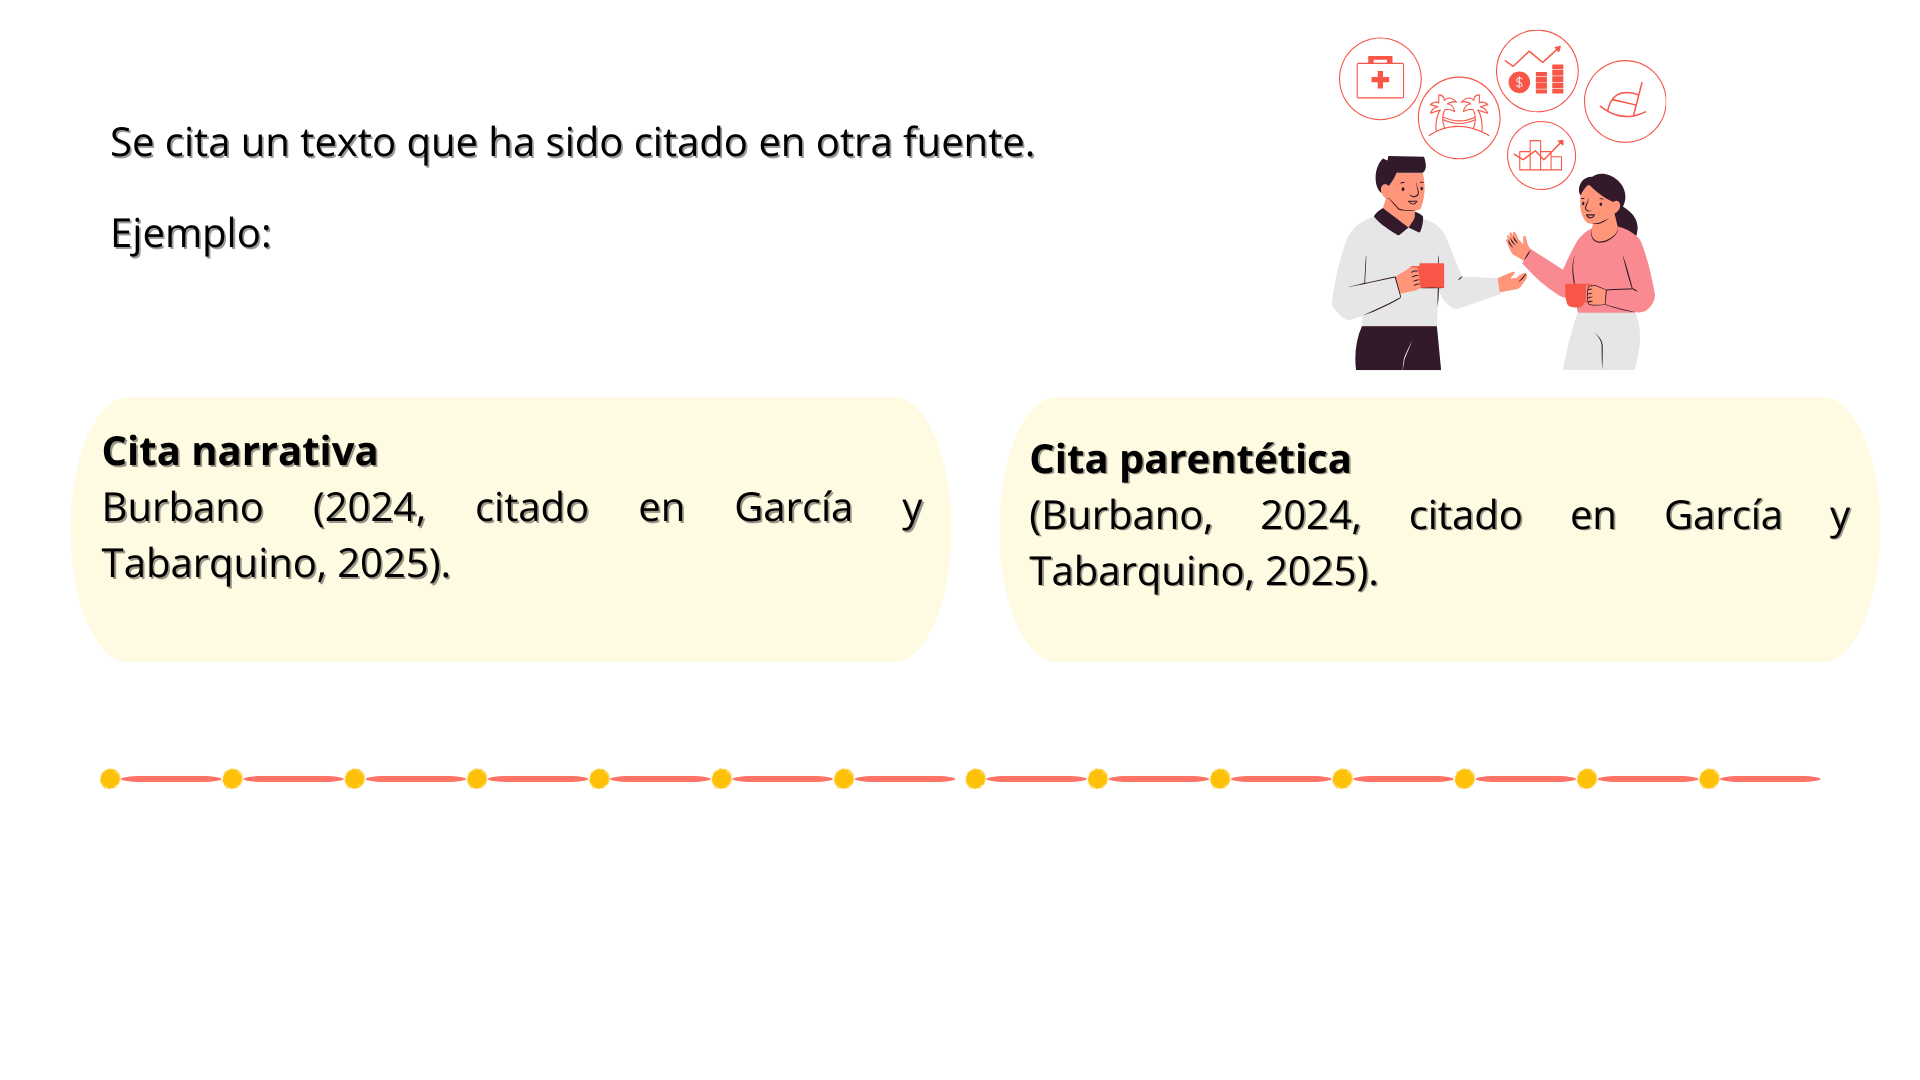 Se cita un texto que ha sido citado en otra fuente.
Ejemplo:
Cita narrativa
Burbano (2024, citado en García y
Tabarquino, 2025).
Cita parentética
(Burbano, 2024, citado en García y
Tabarquino, 2025).